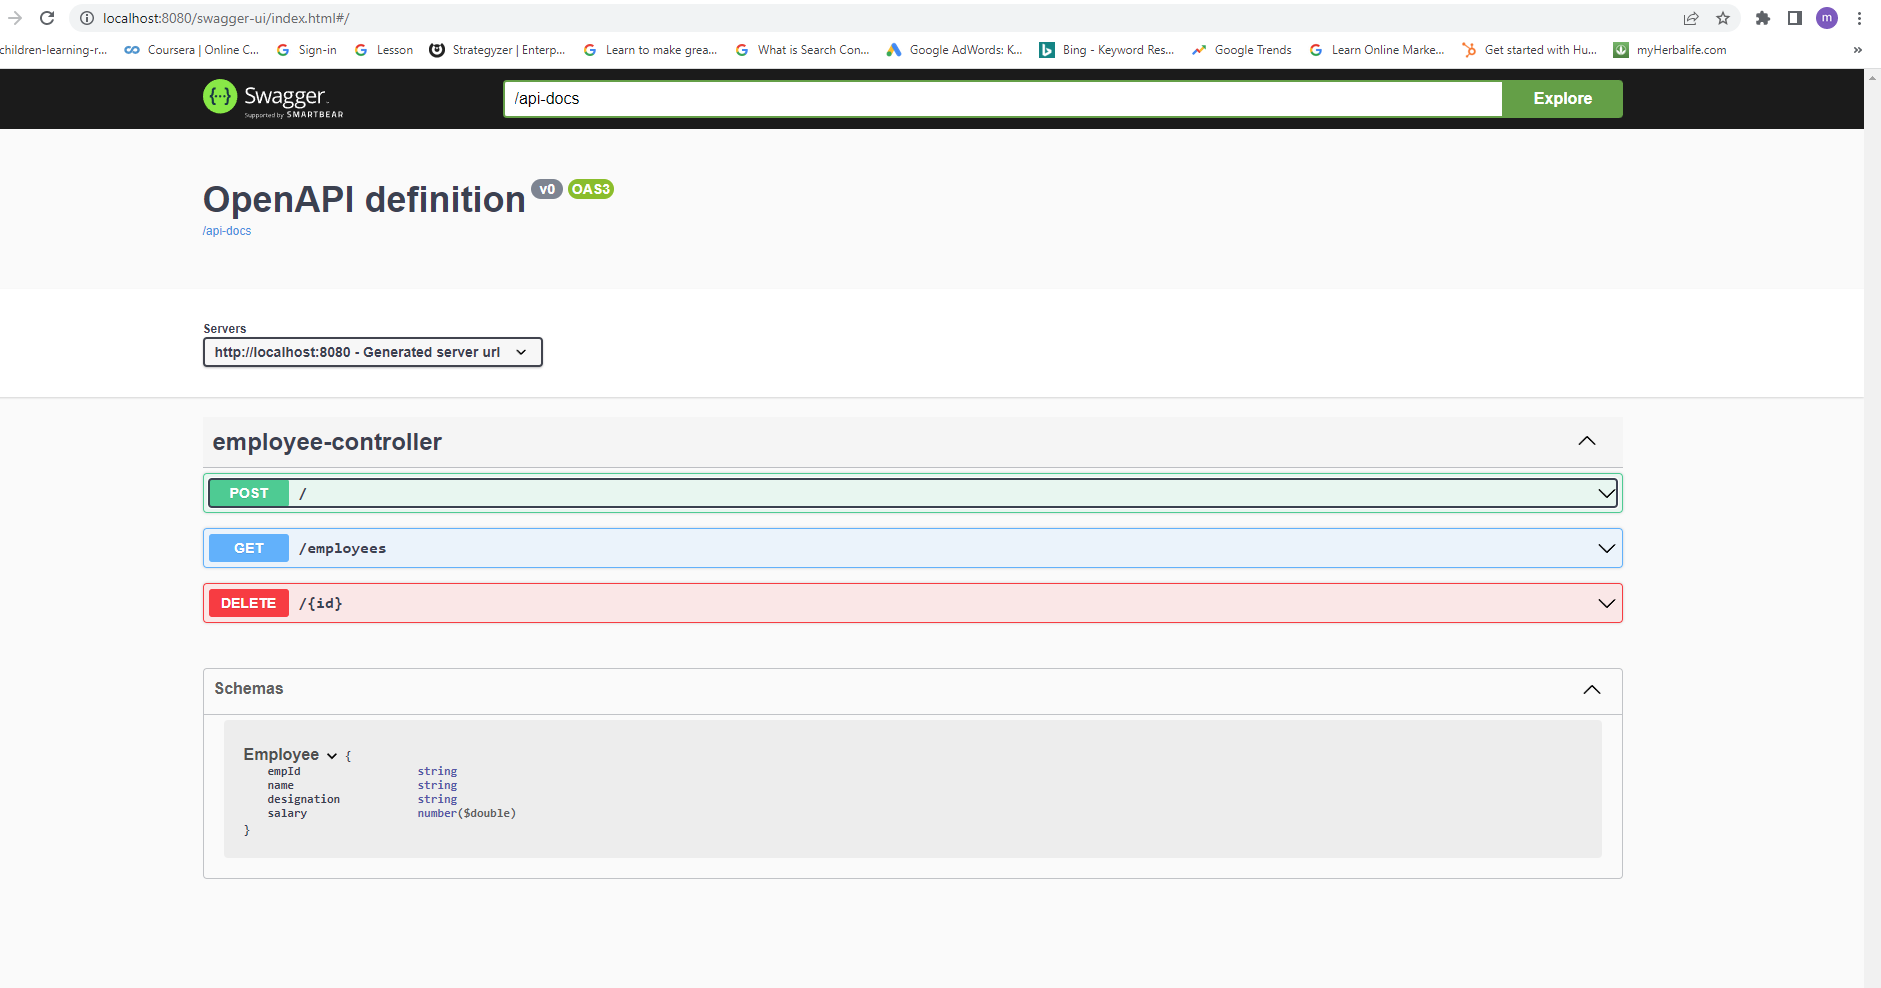 localhost:8080/swagger-ui/index.html#/
m
children-learning-r...
Coursera | Online C...
Sign-in
Lesson
Strategyzer | Enterp...
Learn to make grea...
What is Search Con...
Google AdWords: K...
Bing - Keyword Res...
Google Trends
Learn Online Marke...
Get started with Hu...
myHerbalife.com
»
{···} Swagger.
Supported by SMARTBEAR
/api-docs
Explore
OpenAPI definition v0 OAS3
/api-docs
Servers
http://localhost:8080 - Generated server url
employee-controller
POST /
GET /employees
DELETE /{id}
Schemas
Employee {
empId string
name string
designation string
salary number($double)
}